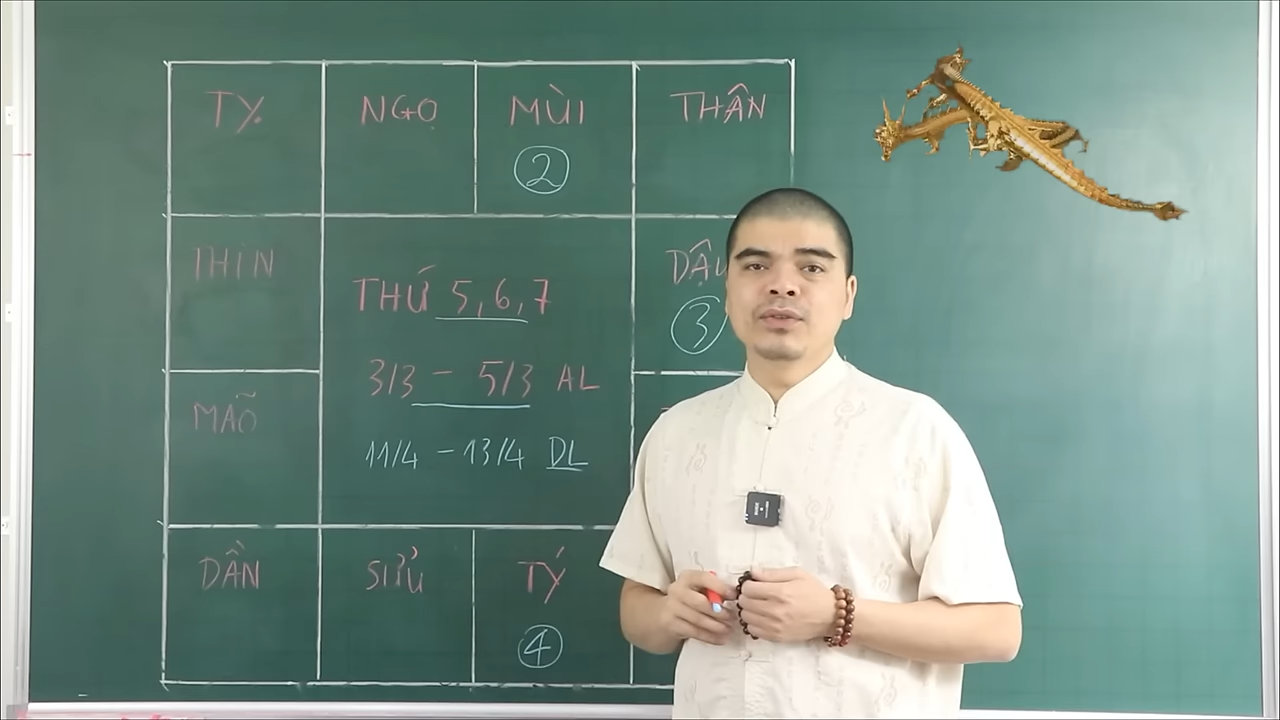 TỴ
NGỌ
MÙI
THÂN
2
THÌN
DẬU
3
THỨ 5,6,7
3/3 - 5/3 AL
11/4 - 13/4 DL
MÃO
DẦN
SỬU
TÝ
4